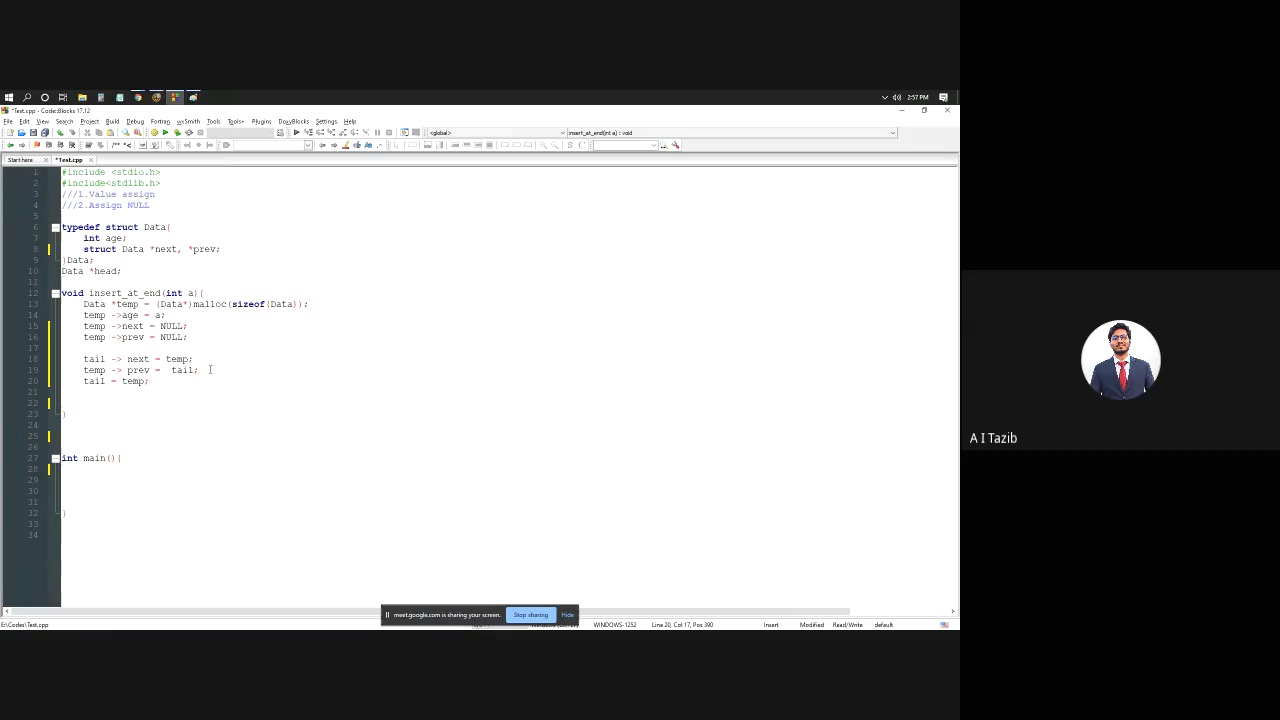 2:57 PM
*Test.cpp - Code::Blocks 17.12
File Edit View Search Project Build Debug Fortran wxSmith Tools Tools+ Plugins DoxyBlocks Settings Help
<global> insert_at_end(int a) : void
Start here *Test.cpp
1 #include <stdio.h>
2 #include<stdlib.h>
3 ///1.Value assign
4 ///2.Assign NULL
5
6 typedef struct Data{
7 int age;
8 struct Data *next, *prev;
9 }Data;
10 Data *head;
11
12 void insert_at_end(int a){
13 Data *temp = (Data*)malloc(sizeof(Data));
14 temp ->age = a;
15 temp ->next = NULL;
16 temp ->prev = NULL;
17
18 tail -> next = temp;
19 temp -> prev =  tail;
20 tail = temp;
21
22
23 }
24
25
26
27 int main(){
28
29
30
31
32 }
33
34
A I Tazib
meet.google.com is sharing your screen. Stop sharing Hide
E:\Codes\Test.cpp WINDOWS-1252 Line 20, Col 17, Pos 390 Insert Modified Read/Write default